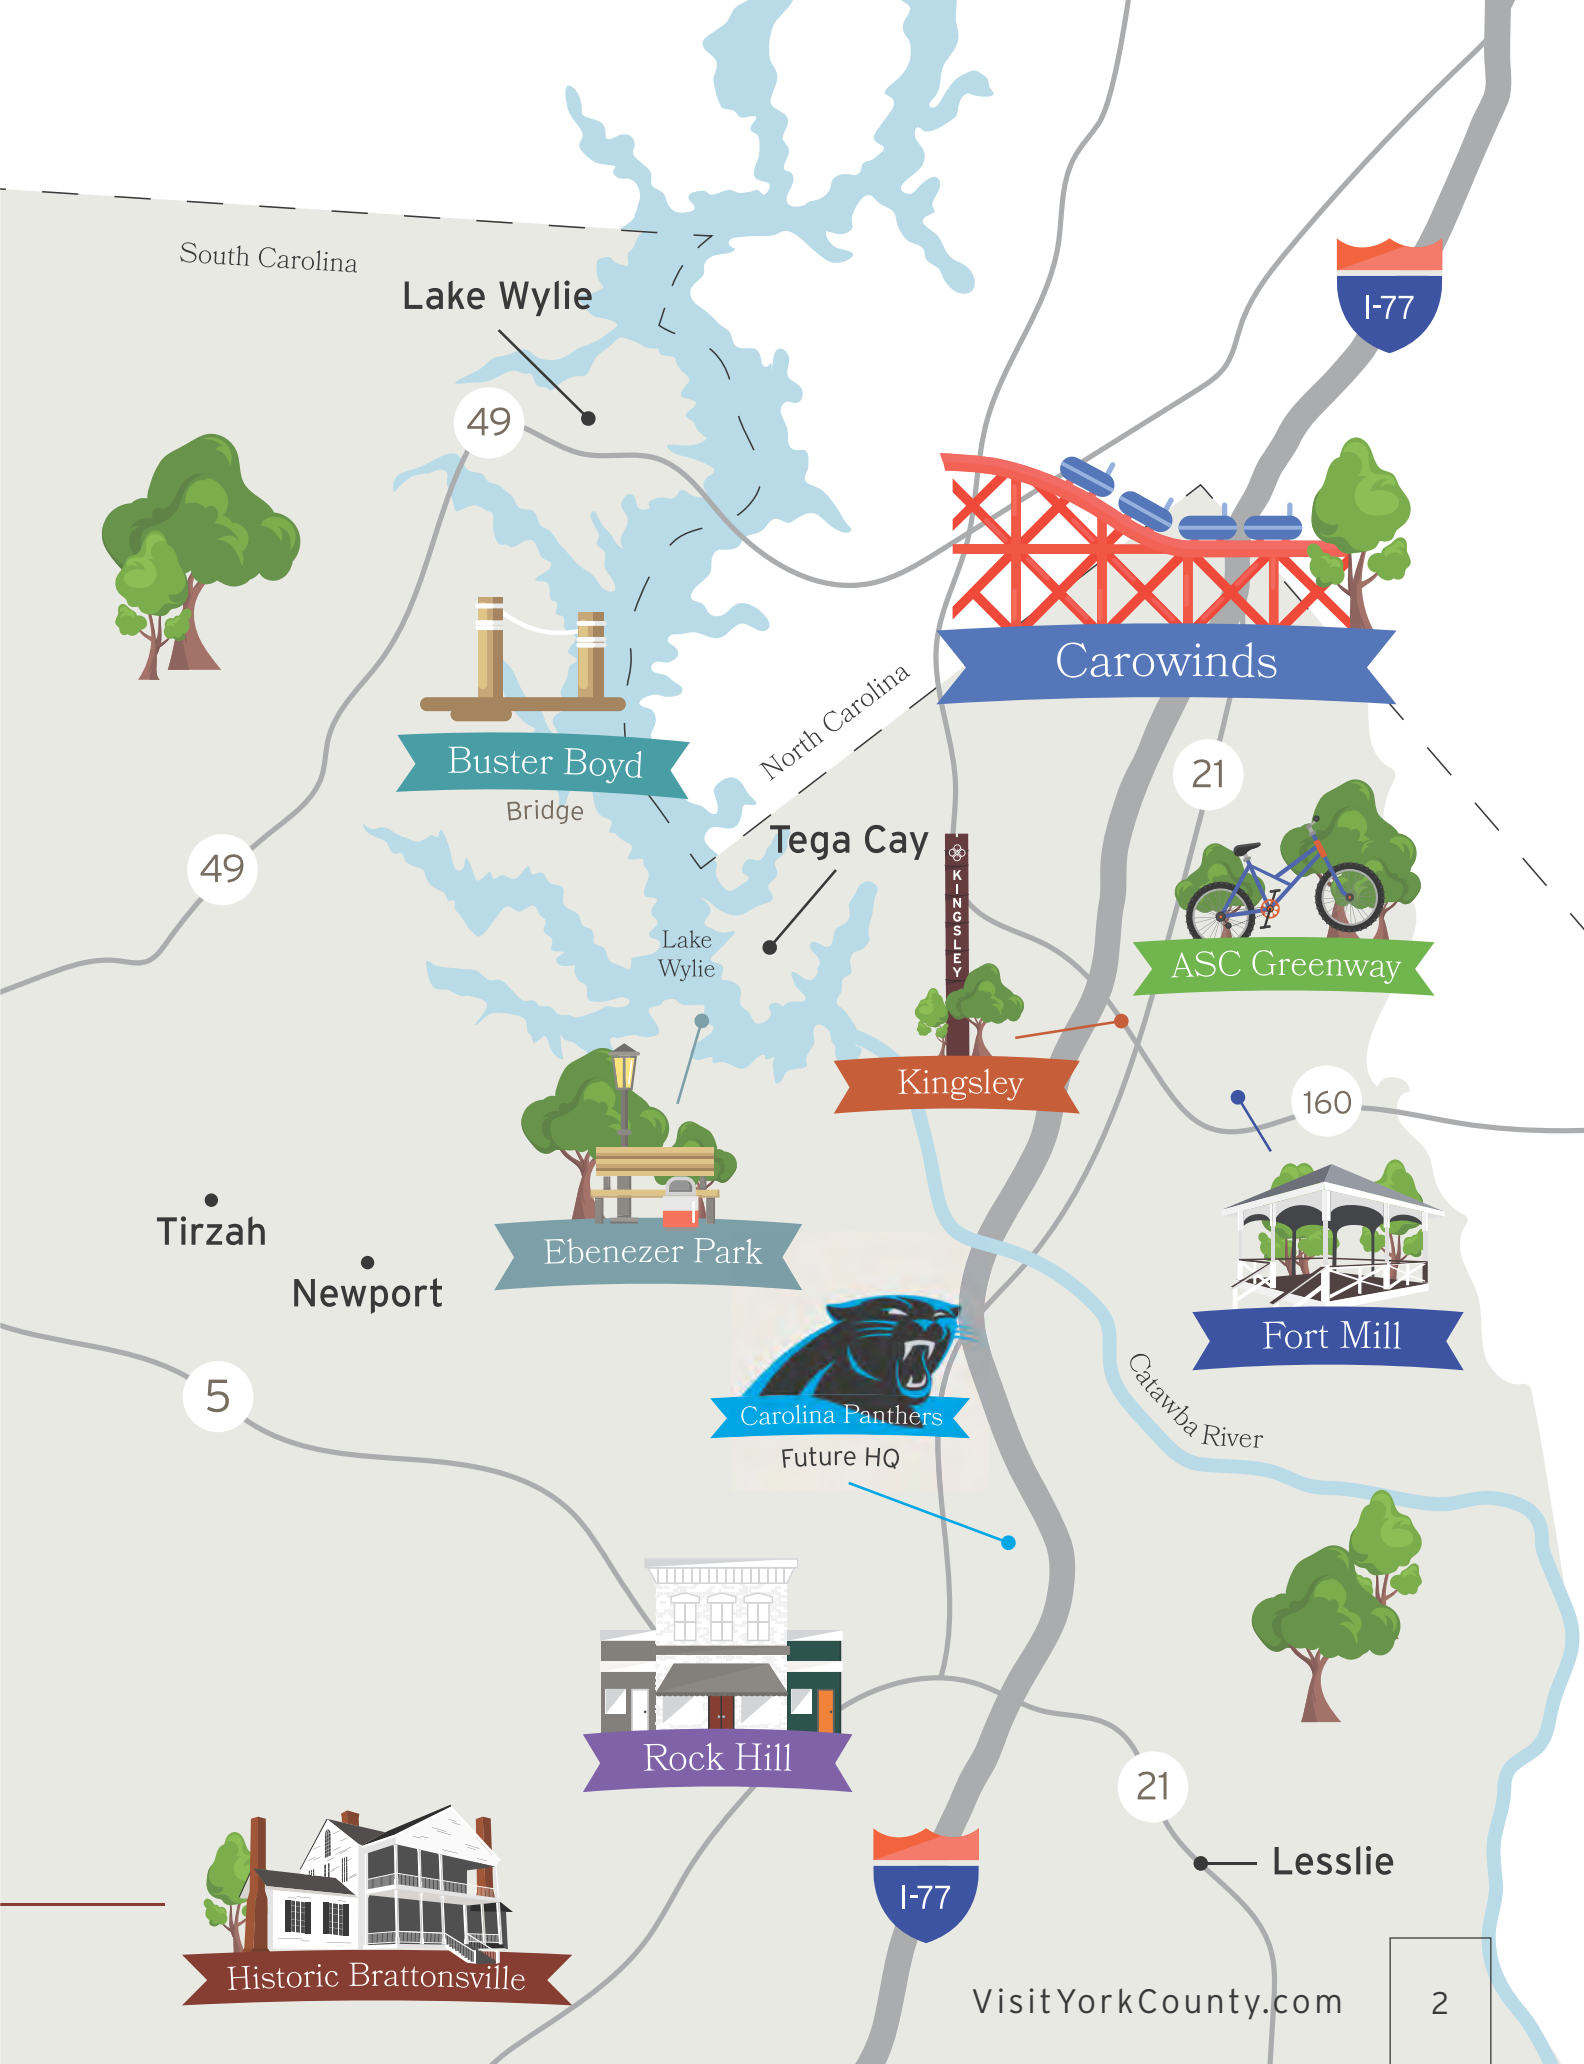 South Carolina
Lake Wylie
I-77
49
Carowinds
North Carolina
Buster Boyd
Bridge
21
Tega Cay
49
KINGSLEY
ASC Greenway
Lake
Wylie
Kingsley
160
Tirzah
Newport
Ebenezer Park
Fort Mill
5
Carolina Panthers
Future HQ
Catawba River
Rock Hill
21
Lesslie
I-77
Historic Brattonsville
VisitYorkCounty.com
2